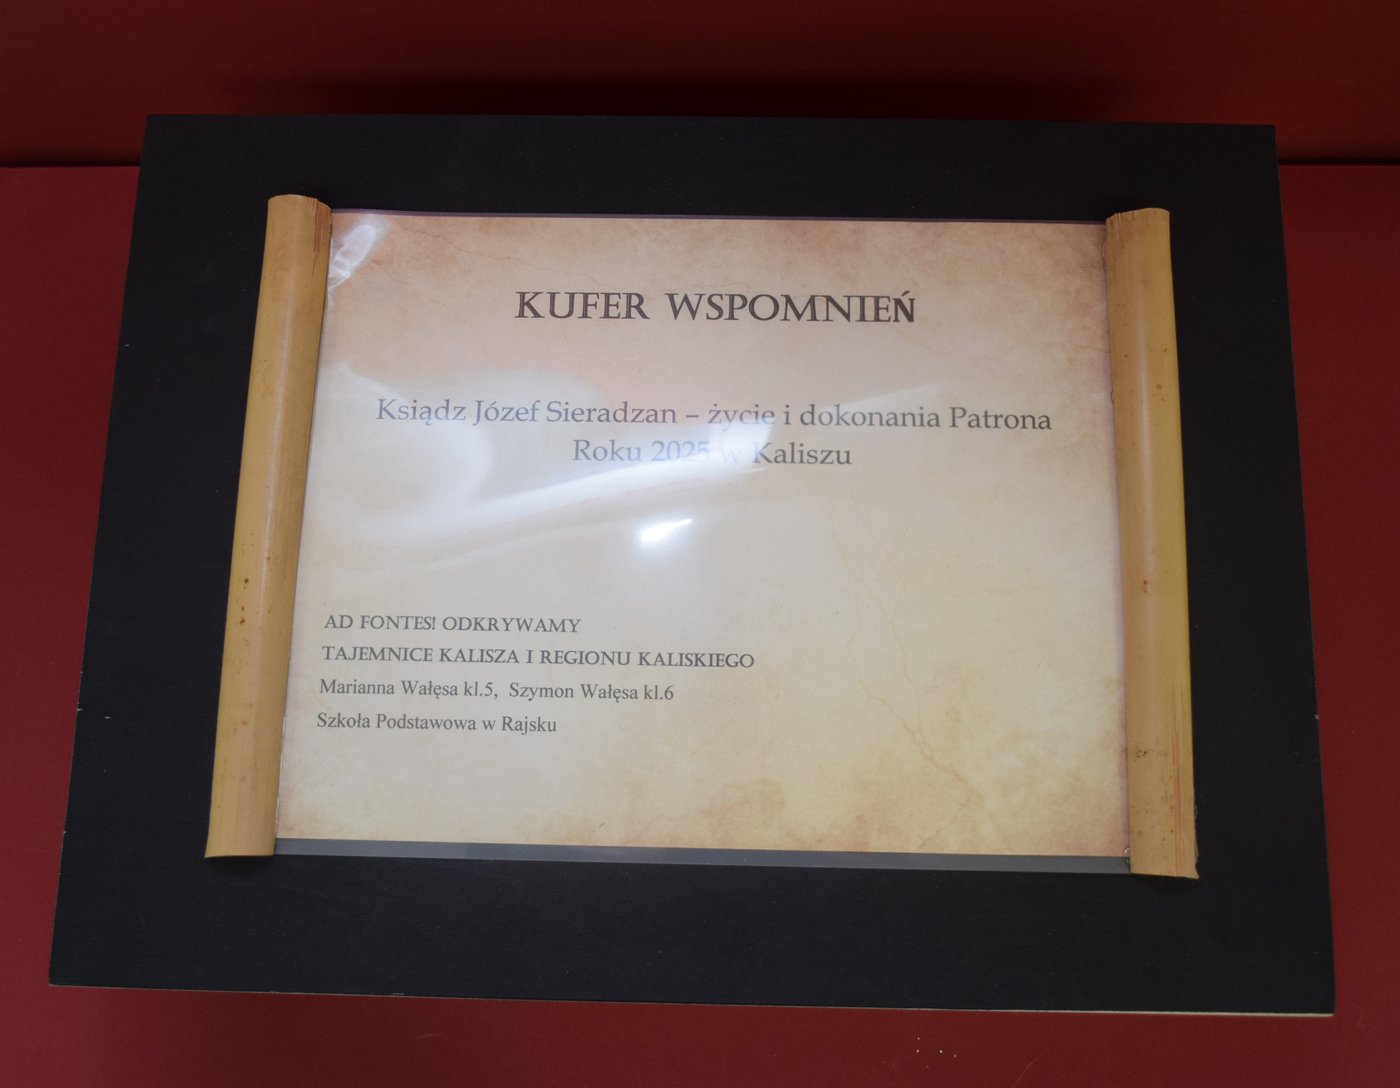 KUFER WSPOMNIEŃ
Ksiądz Józef Sieradzan – życie i dokonania Patrona
Roku 2025 w Kaliszu
AD FONTES! ODKRYWAMY
TAJEMNICE KALISZA I REGIONU KALISKIEGO
Marianna Wałęsa kl.5, Szymon Wałęsa kl.6
Szkoła Podstawowa w Rajsku